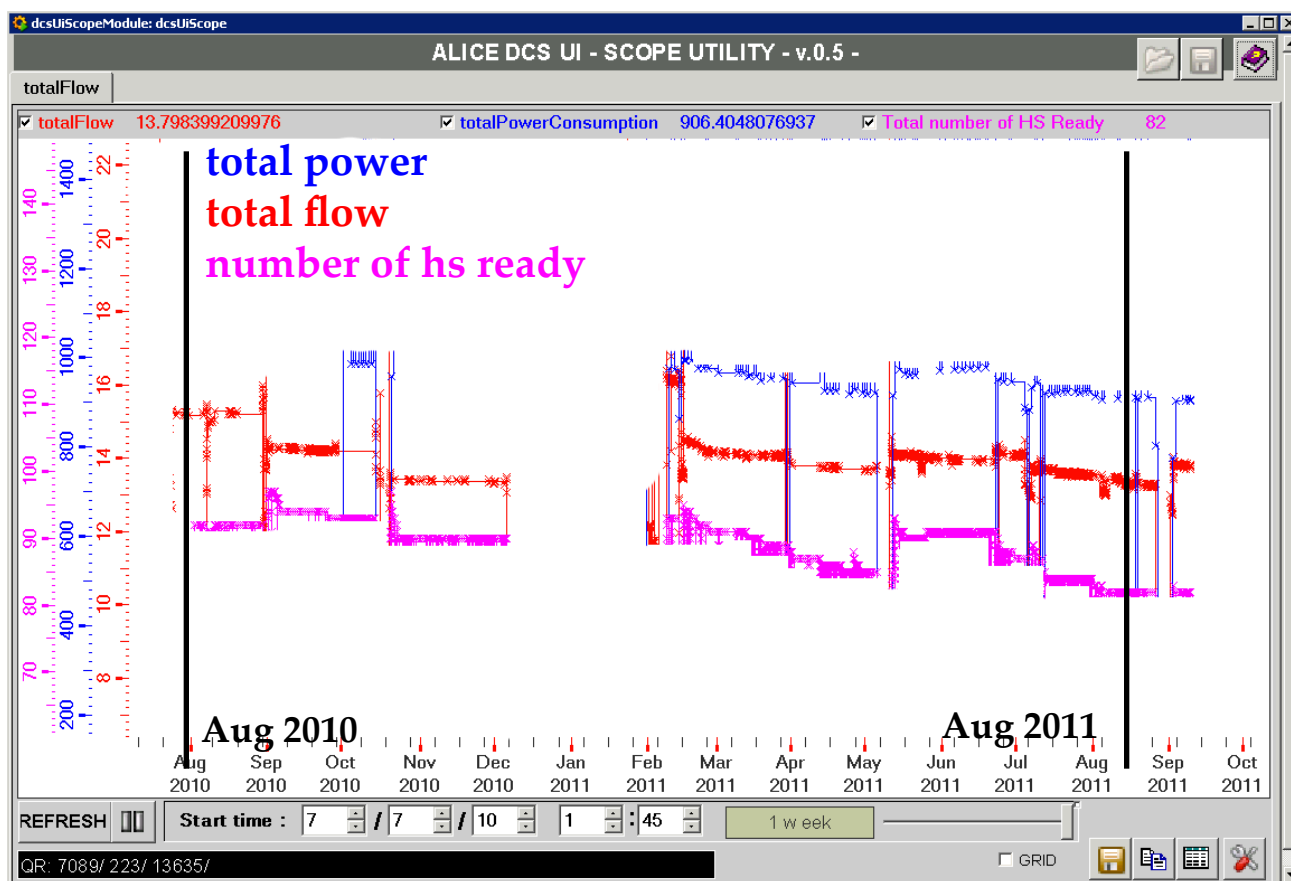 dcsUiScopeModule: dcsUiScope
ALICE DCS UI - SCOPE UTILITY - v.0.5 -
totalFlow
totalFlow 13.798399209976 totalPowerConsumption 906.4048076937 Total number of HS Ready 82
total power
total flow
number of hs ready
140 130 120 110 100 90 80 70
1400 1200 1000 800 600 400 200
22 20 18 16 14 12 10 8
Aug 2010 Aug 2011
Aug Sep Oct Nov Dec Jan Feb Mar Apr May Jun Jul Aug Sep Oct
2010 2010 2010 2010 2010 2011 2011 2011 2011 2011 2011 2011 2011 2011 2011
REFRESH Start time : 7 / 7 / 10 1 : 45 1 week
QR: 7089/ 223/ 13635/ GRID